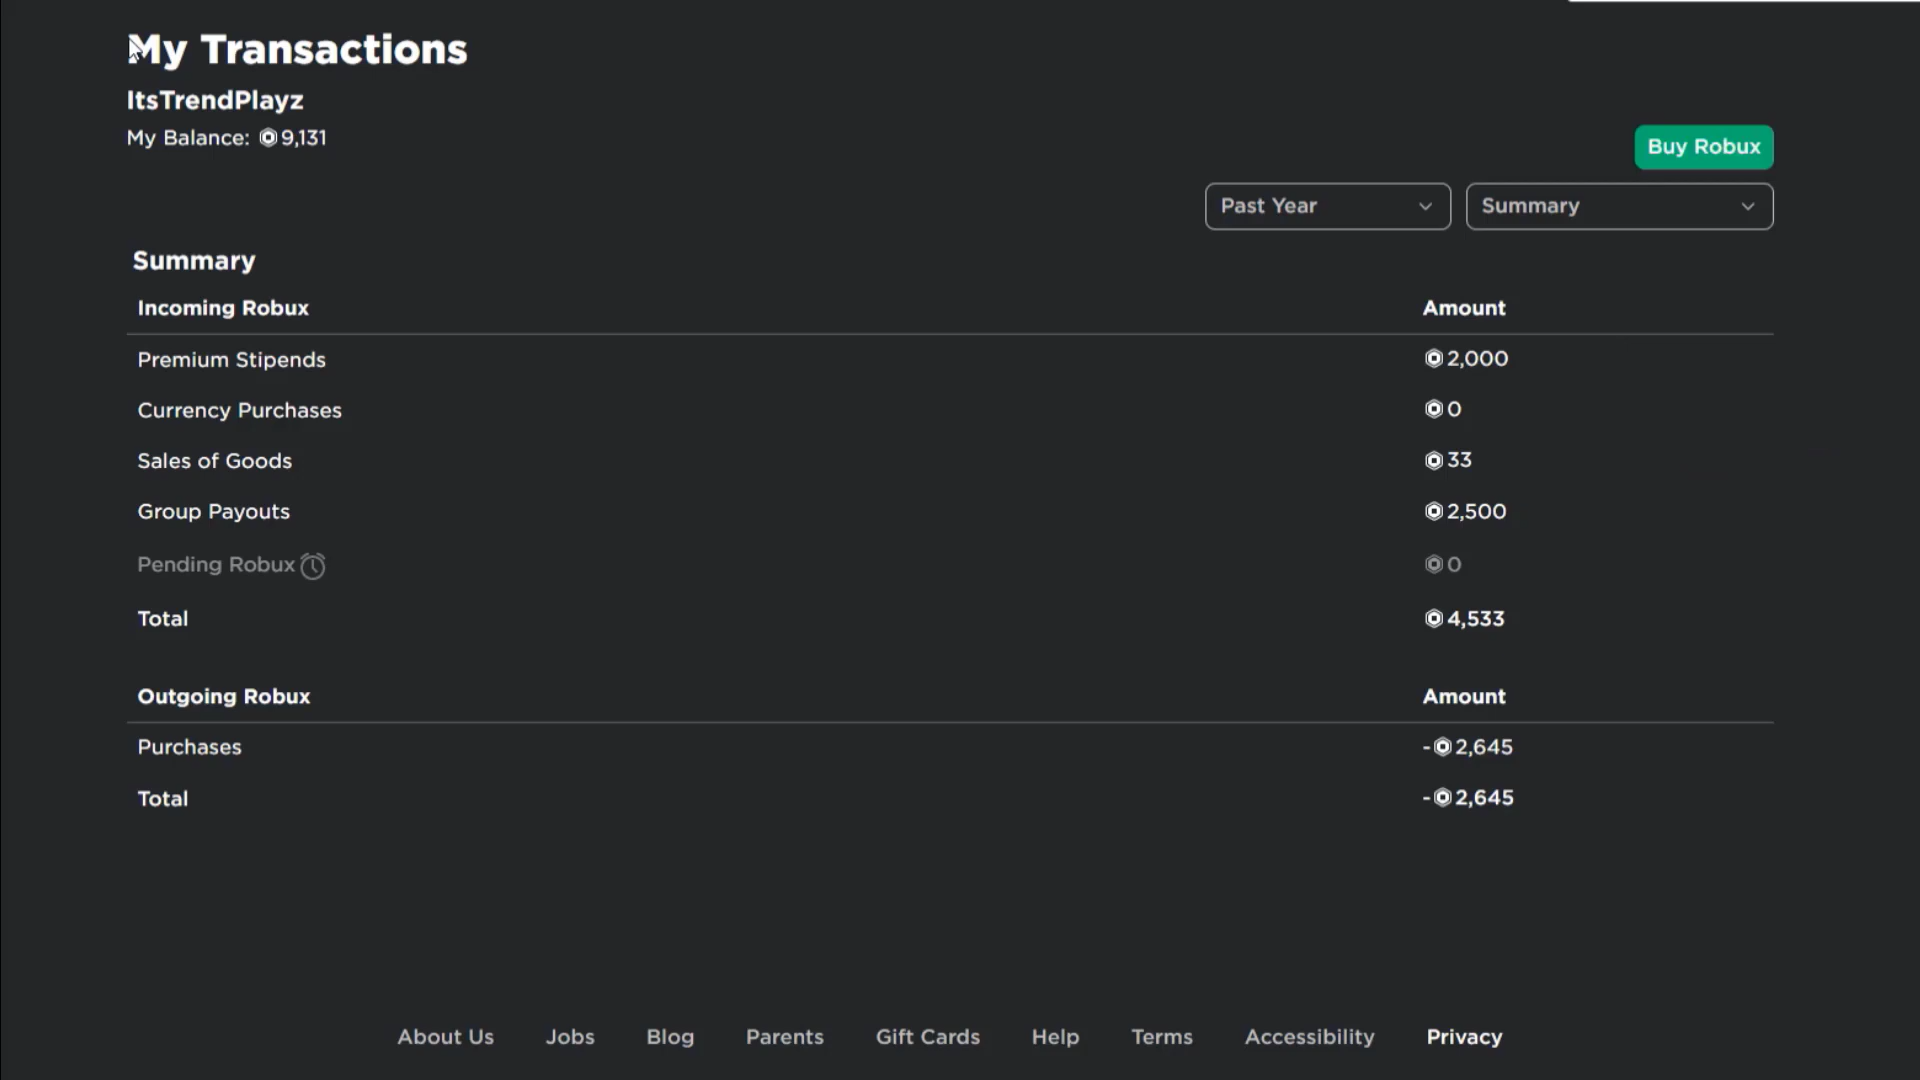 My Transactions
ItsTrendPlayz
My Balance: 9,131
Buy Robux
Past Year
Summary
Summary
Incoming Robux Amount
Premium Stipends 2,000
Currency Purchases 0
Sales of Goods 33
Group Payouts 2,500
Pending Robux 0
Total 4,533
Outgoing Robux Amount
Purchases -2,645
Total -2,645
About Us Jobs Blog Parents Gift Cards Help Terms Accessibility Privacy